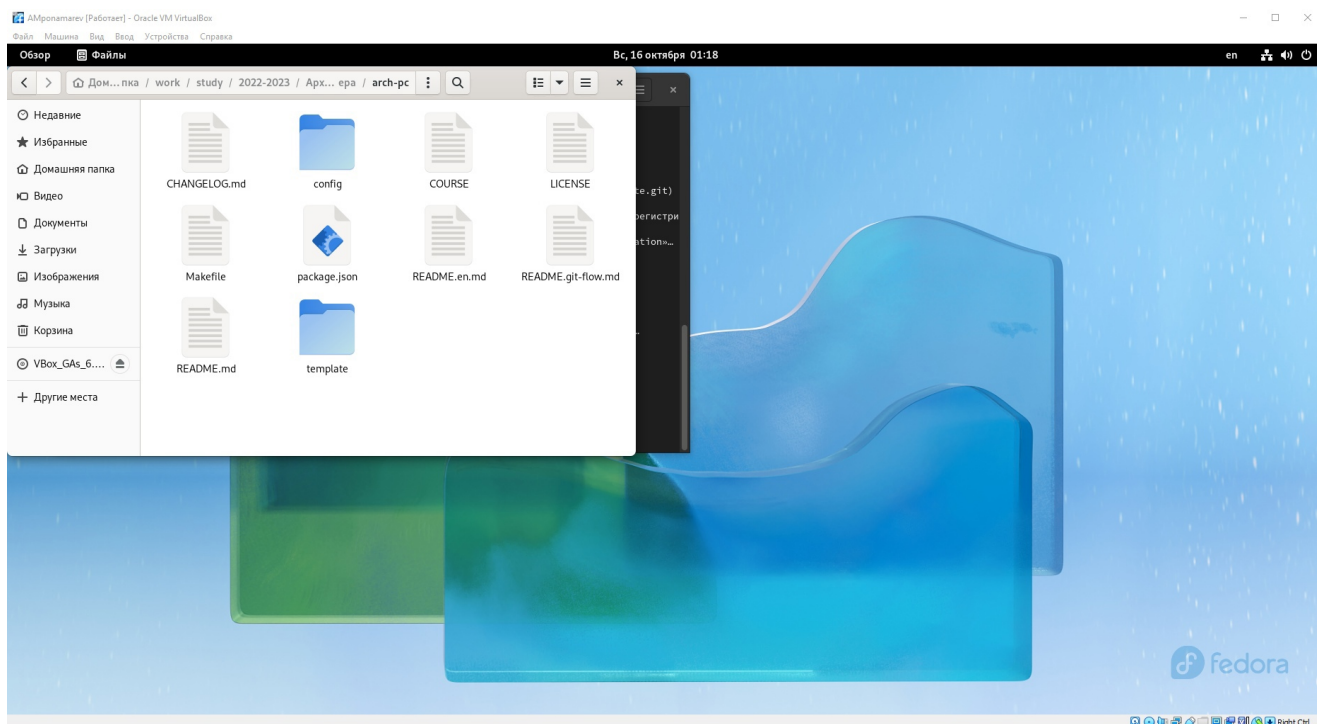 AMponamarev [Работает] - Oracle VM VirtualBox
Файл Машина Вид Ввод Устройства Справка
Обзор Файлы Вс, 16 октября 01:18 en
Дом…пка / work / study / 2022-2023 / Арх… ера / arch-pc
Недавние
Избранные
Домашняя папка
Видео
Документы
Загрузки
Изображения
Музыка
Корзина
VBox_GAs_6....
+ Другие места
CHANGELOG.md config COURSE LICENSE
Makefile package.json README.en.md README.git-flow.md
README.md template
te.git)
регистри
ation»…
fedora
Right Ctrl